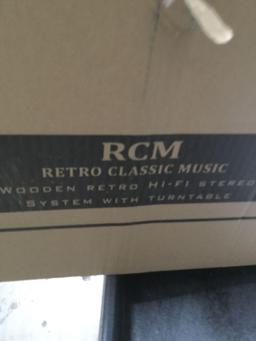 RCM
RETRO CLASSIC MUSIC
WOODEN RETRO HI-FI STEREO
SYSTEM WITH TURNTABLE